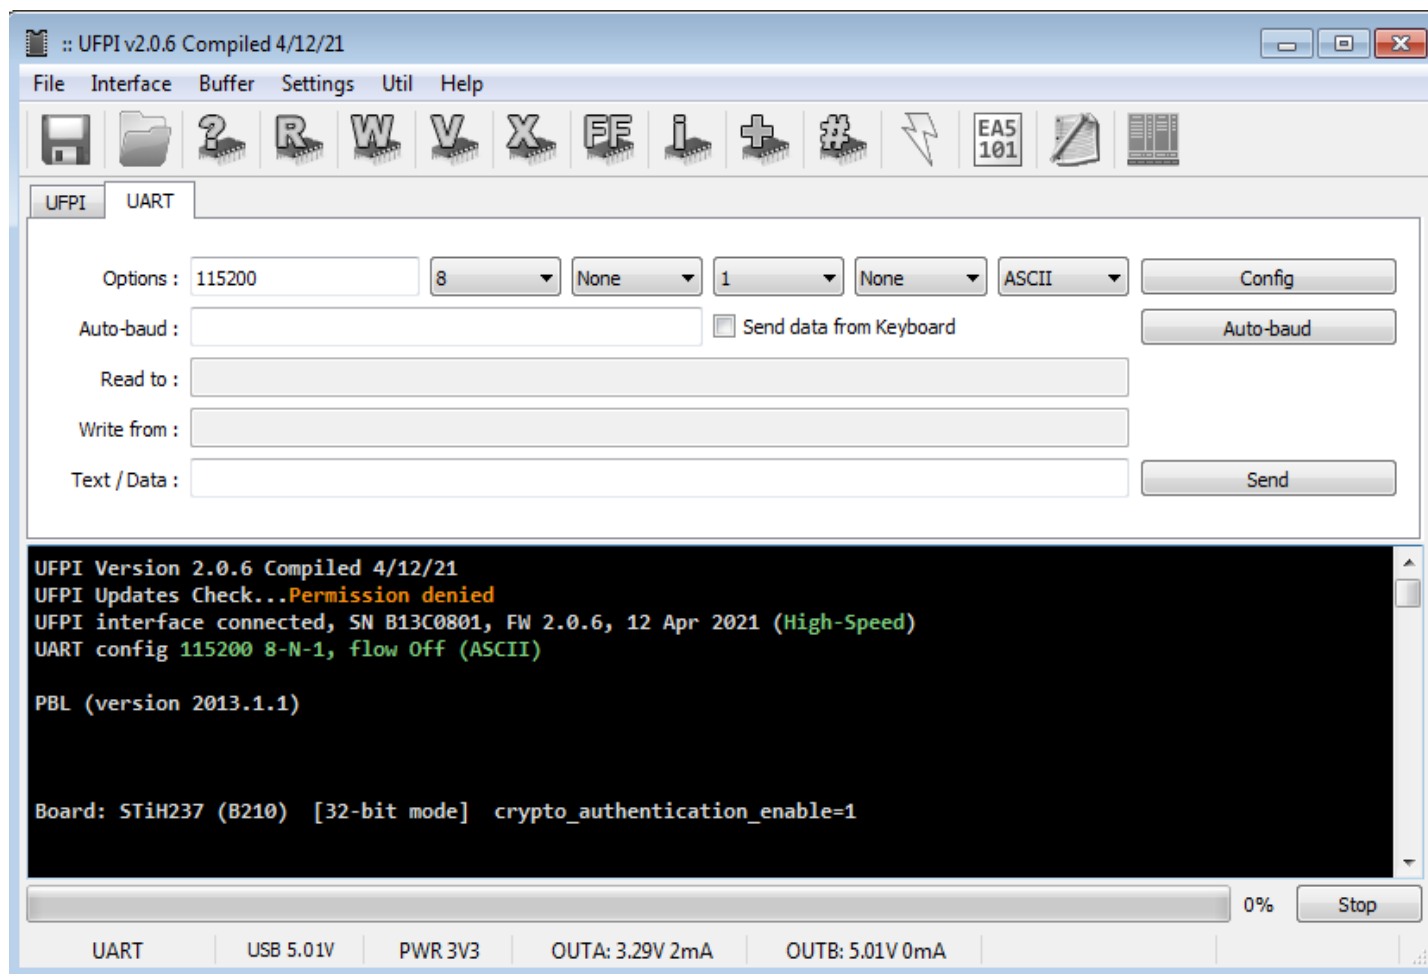 :: UFPI v2.0.6 Compiled 4/12/21
File Interface Buffer Settings Util Help
? R W V X FF i + # EA5 101
UFPI UART
Options : 115200 8 None 1 None ASCII Config
Auto-baud : Send data from Keyboard Auto-baud
Read to :
Write from :
Text / Data : Send
UFPI Version 2.0.6 Compiled 4/12/21
UFPI Updates Check...Permission denied
UFPI interface connected, SN B13C0801, FW 2.0.6, 12 Apr 2021 (High-Speed)
UART config 115200 8-N-1, flow Off (ASCII)
PBL (version 2013.1.1)
Board: STiH237 (B210) [32-bit mode] crypto_authentication_enable=1
0% Stop
UART USB 5.01V PWR 3V3 OUTA: 3.29V 2mA OUTB: 5.01V 0mA